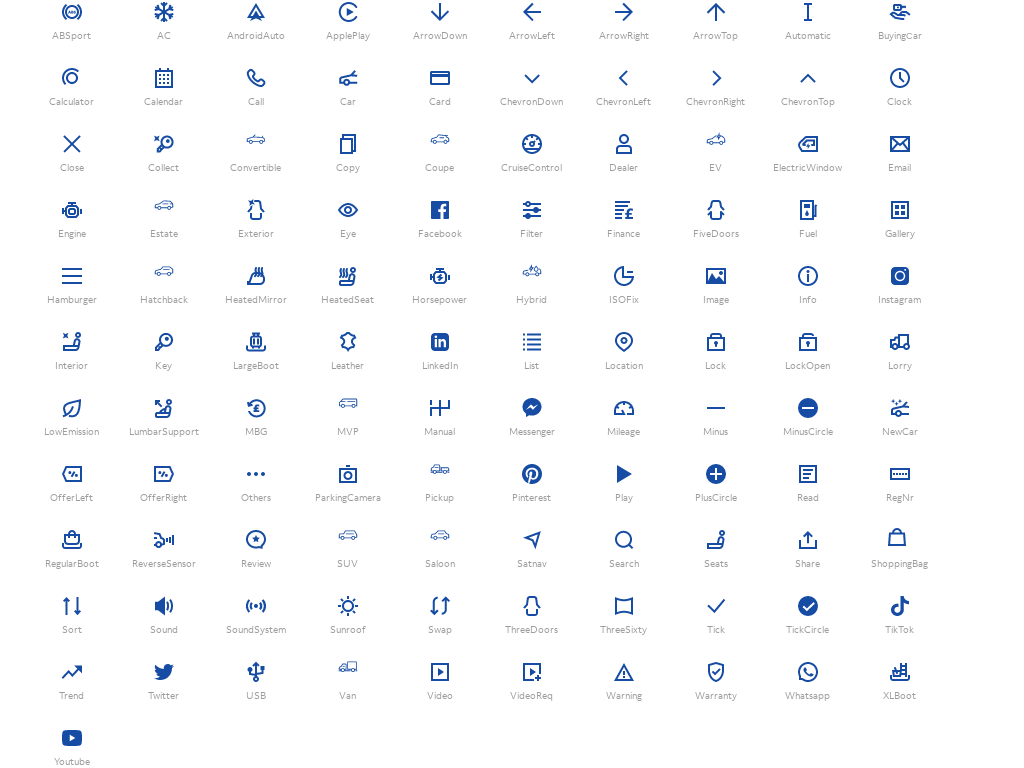 ABSport AC AndroidAuto ApplePlay ArrowDown ArrowLeft ArrowRight ArrowTop Automatic BuyingCar
Calculator Calendar Call Car Card ChevronDown ChevronLeft ChevronRight ChevronTop Clock
Close Collect Convertible Copy Coupe CruiseControl Dealer EV ElectricWindow Email
Engine Estate Exterior Eye Facebook Filter Finance FiveDoors Fuel Gallery
Hamburger Hatchback HeatedMirror HeatedSeat Horsepower Hybrid ISOFix Image Info Instagram
Interior Key LargeBoot Leather LinkedIn List Location Lock LockOpen Lorry
LowEmission LumbarSupport MBG MVP Manual Messenger Mileage Minus MinusCircle NewCar
OfferLeft OfferRight Others ParkingCamera Pickup Pinterest Play PlusCircle Read RegNr
RegularBoot ReverseSensor Review SUV Saloon Satnav Search Seats Share ShoppingBag
Sort Sound SoundSystem Sunroof Swap ThreeDoors ThreeSixty Tick TickCircle TikTok
Trend Twitter USB Van Video VideoReq Warning Warranty Whatsapp XLBoot
Youtube